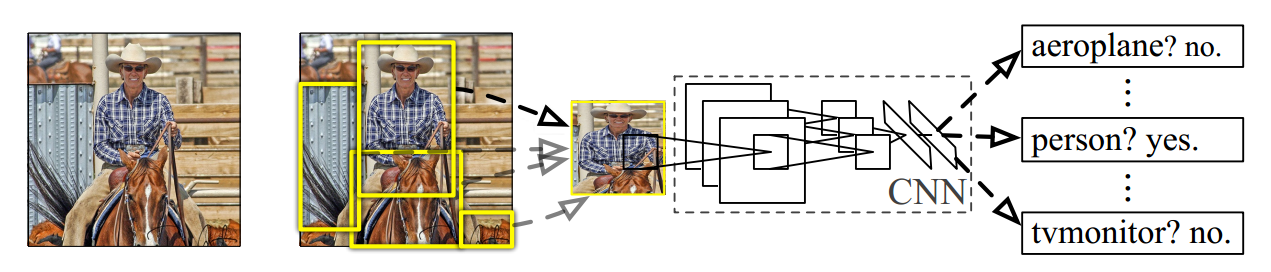 aeroplane? no.
⋮
person? yes.
CNN
⋮
tvmonitor? no.